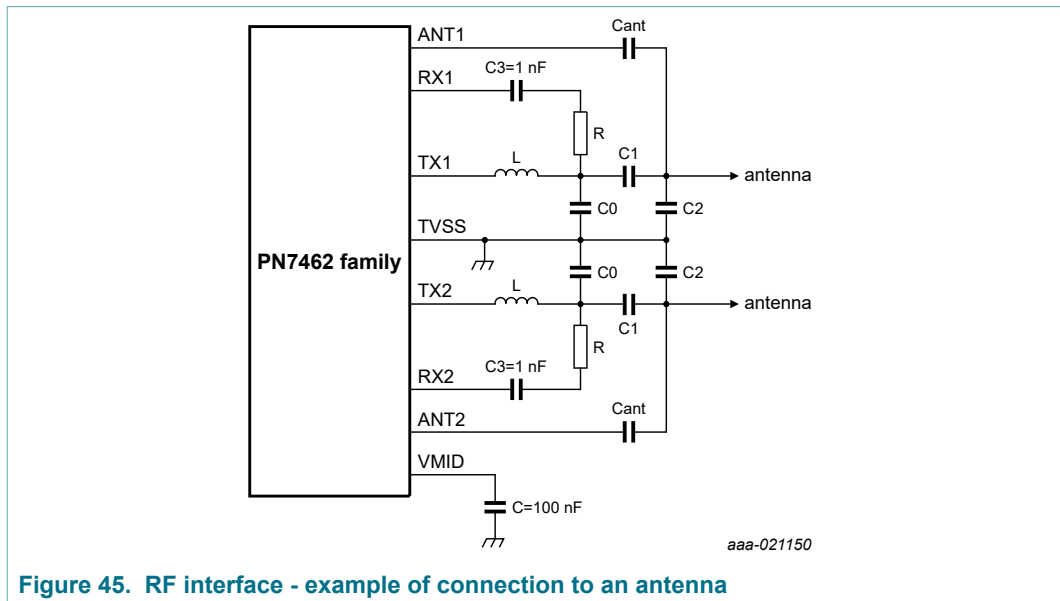 ANT1
Cant
C3=1 nF
RX1
R
L
C1
TX1
antenna
C0
C2
TVSS
PN7462 family
C0
C2
L
TX2
antenna
C1
R
C3=1 nF
RX2
Cant
ANT2
VMID
C=100 nF
aaa-021150
Figure 45. RF interface - example of connection to an antenna